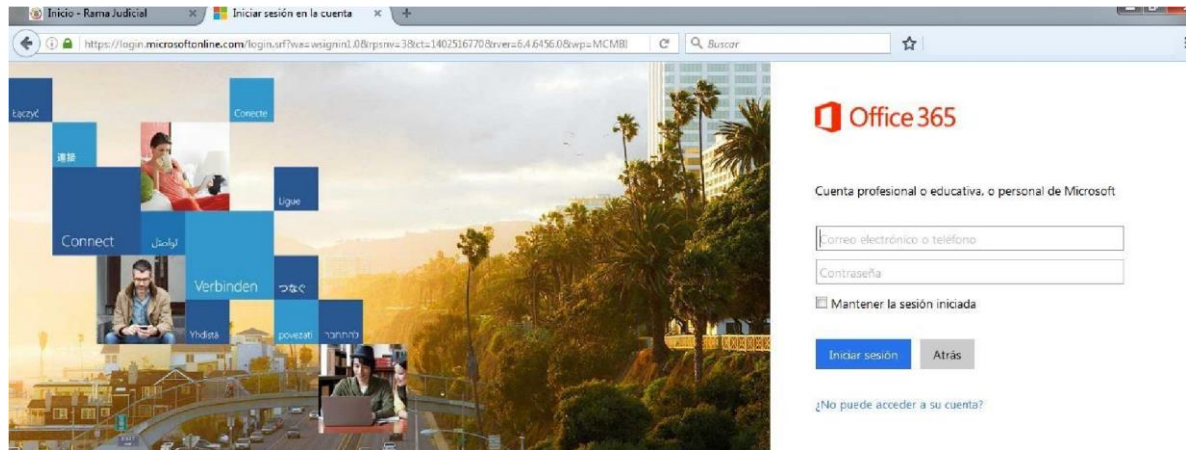 Inicio - Rama Judicial
Iniciar sesión en la cuenta
https://login.microsoftonline.com/login.srf?wa=wsignin1.0&rpsnv=3&ct=1402516770&rver=6.4.6456.0&wp=MCMBI
Buscar
Łączyć
Conecte
連接
Ligue
Connect
تواصل
Verbinden
つなぐ
Yhdistä
povezati
להתחבר
Office 365
Cuenta profesional o educativa, o personal de Microsoft
Correo electrónico o teléfono
Contraseña
Mantener la sesión iniciada
Iniciar sesión
Atrás
¿No puede acceder a su cuenta?